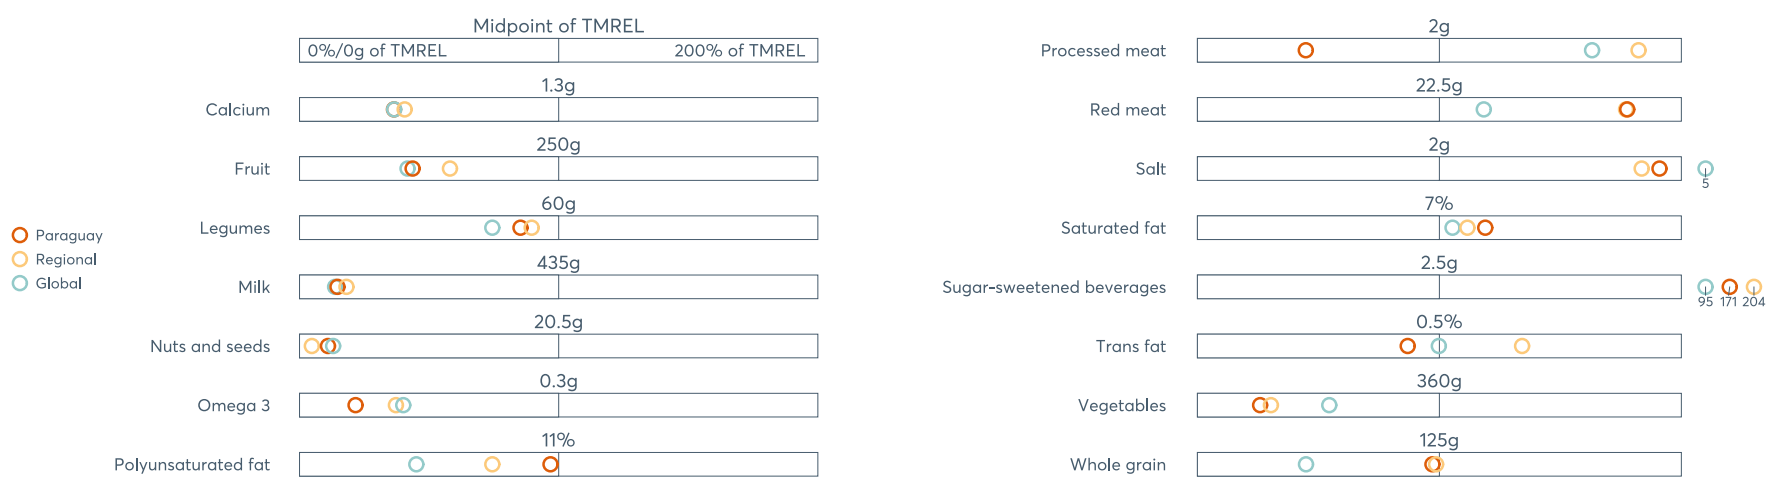 Midpoint of TMREL
0%/0g of TMREL
200% of TMREL
1.3g
Calcium
250g
Fruit
60g
Legumes
435g
Milk
20.5g
Nuts and seeds
0.3g
Omega 3
11%
Polyunsaturated fat
Paraguay
Regional
Global
2g
Processed meat
22.5g
Red meat
2g
Salt
5
7%
Saturated fat
2.5g
Sugar-sweetened beverages
95 171 204
0.5%
Trans fat
360g
Vegetables
125g
Whole grain